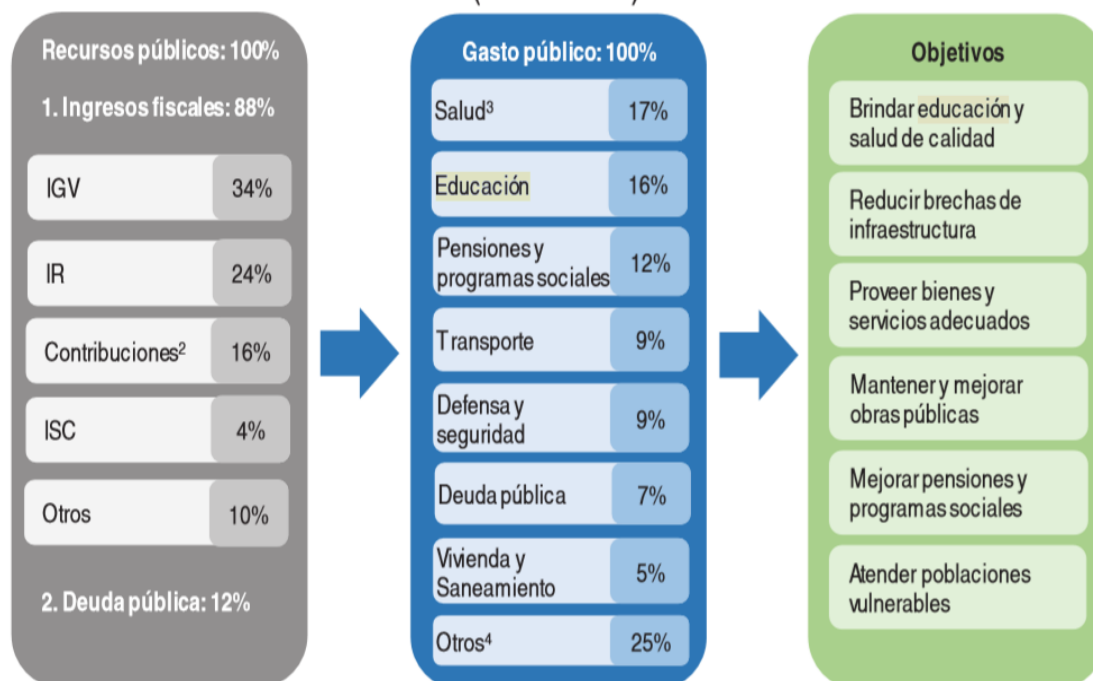 Recursos públicos: 100%
1. Ingresos fiscales: 88%
IGV 34%
IR 24%
Contribuciones² 16%
ISC 4%
Otros 10%
2. Deuda pública: 12%
Gasto público: 100%
Salud³ 17%
Educación 16%
Pensiones y
programas sociales 12%
Transporte 9%
Defensa y
seguridad 9%
Deuda pública 7%
Vivienda y
Saneamiento 5%
Otros⁴ 25%
Objetivos
Brindar educación y
salud de calidad
Reducir brechas de
infraestructura
Proveer bienes y
servicios adecuados
Mantener y mejorar
obras públicas
Mejorar pensiones y
programas sociales
Atender poblaciones
vulnerables